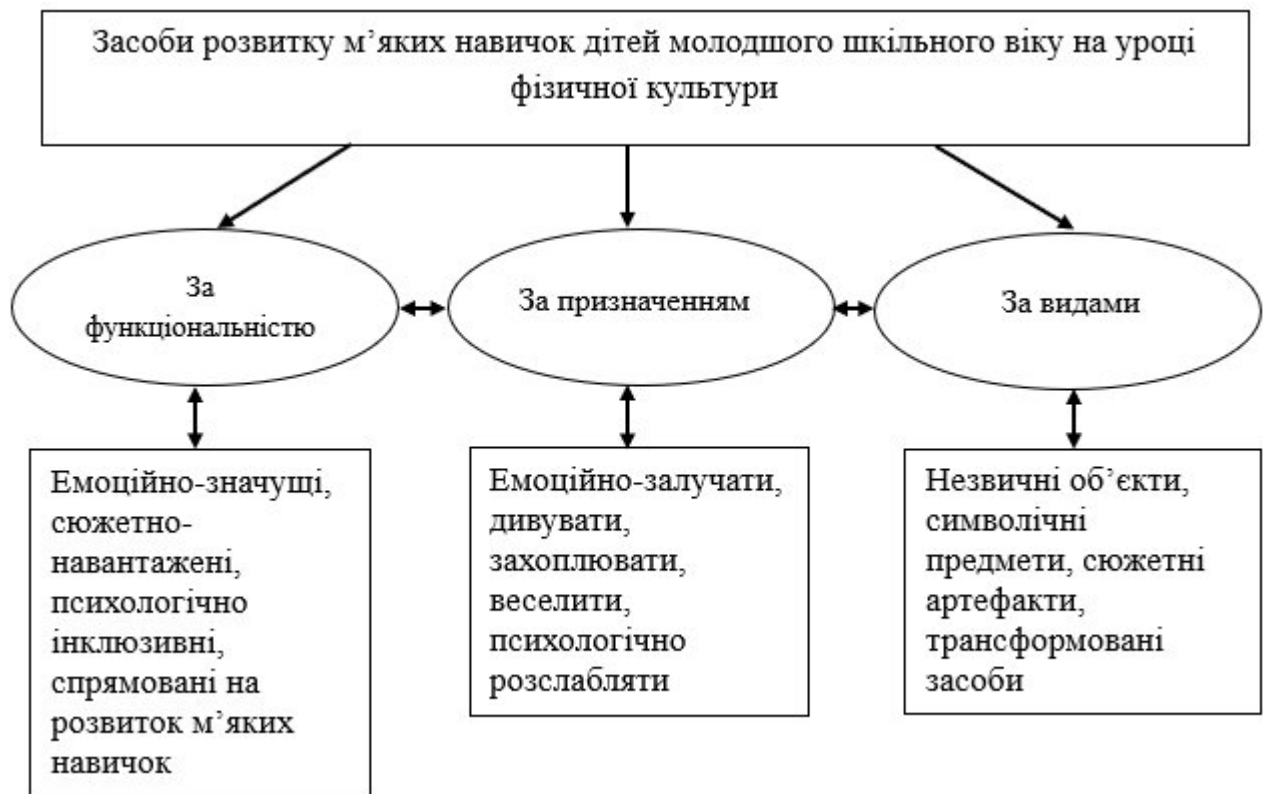 Засоби розвитку м’яких навичок дітей молодшого шкільного віку на уроці
фізичної культури
За
функціональністю
За призначенням
За видами
Емоційно-значущі,
сюжетно-
навантажені,
психологічно
інклюзивні,
спрямовані на
розвиток м’яких
навичок
Емоційно-залучати,
дивувати,
захоплювати,
веселити,
психологічно
розслабляти
Незвичні об’єкти,
символічні
предмети, сюжетні
артефакти,
трансформовані
засоби